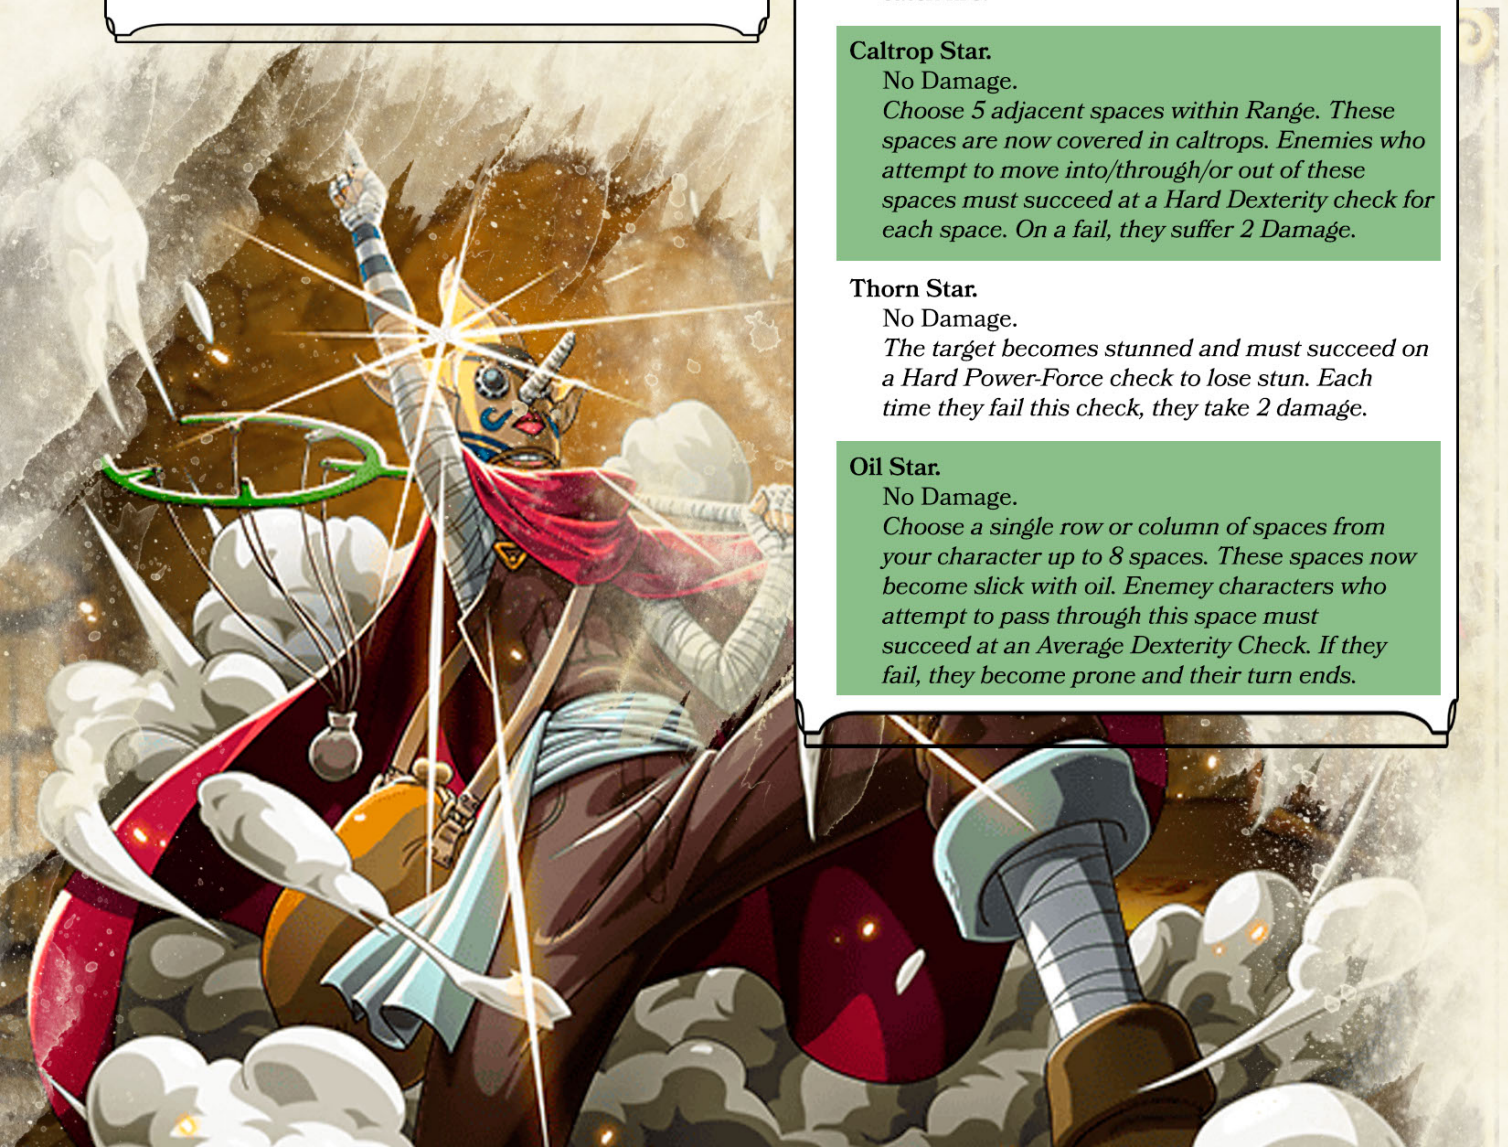 Caltrop Star.
No Damage.
Choose 5 adjacent spaces within Range. These
spaces are now covered in caltrops. Enemies who
attempt to move into/through/or out of these
spaces must succeed at a Hard Dexterity check for
each space. On a fail, they suffer 2 Damage.
Thorn Star.
No Damage.
The target becomes stunned and must succeed on
a Hard Power-Force check to lose stun. Each
time they fail this check, they take 2 damage.
Oil Star.
No Damage.
Choose a single row or column of spaces from
your character up to 8 spaces. These spaces now
become slick with oil. Enemey characters who
attempt to pass through this space must
succeed at an Average Dexterity Check. If they
fail, they become prone and their turn ends.